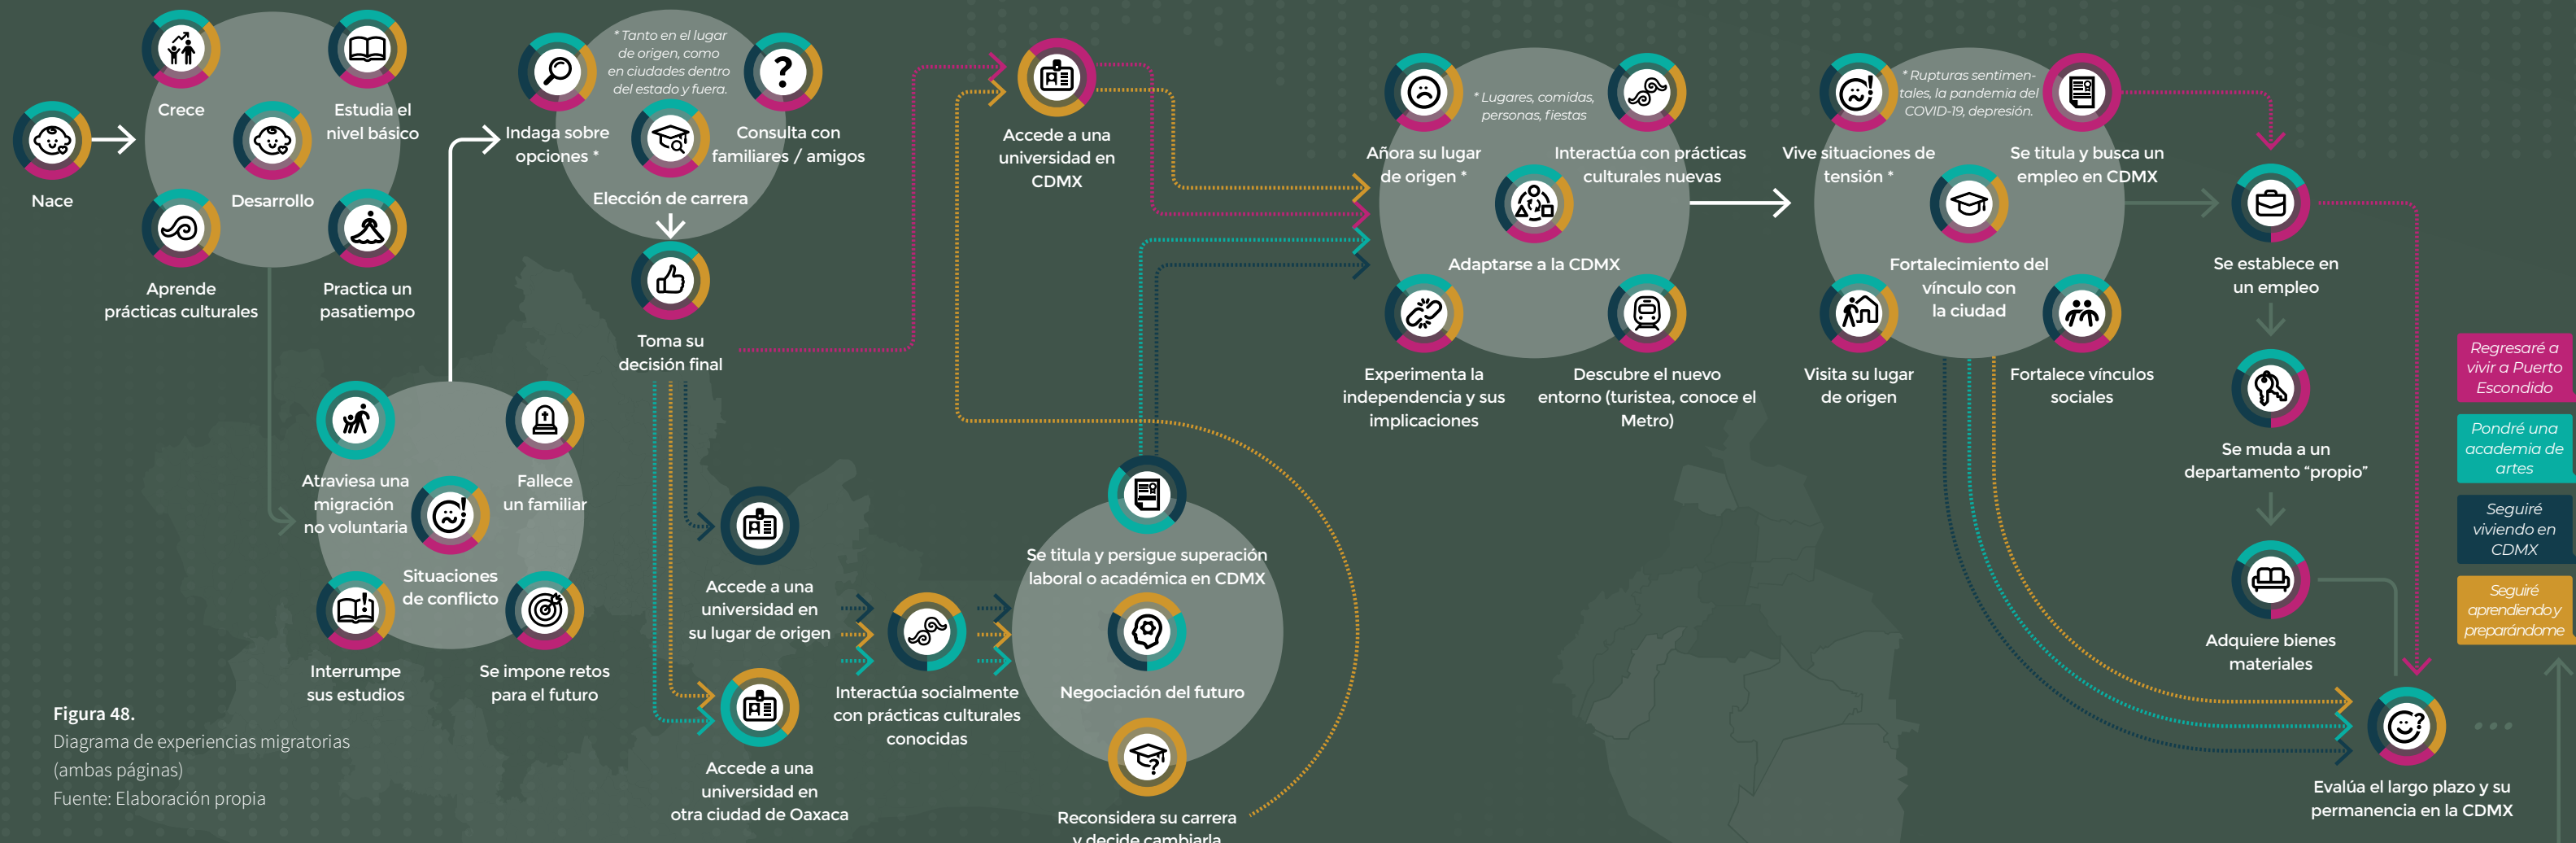 Nace
Crece
Estudia el
nivel básico
Desarrollo
Aprende
prácticas culturales
Practica un
pasatiempo
Atraviesa una
migración
no voluntaria
Fallece
un familiar
Situaciones
de conflicto
Interrumpe
sus estudios
Se impone retos
para el futuro
* Tanto en el lugar
de origen, como
en ciudades dentro
del estado y fuera.
Indaga sobre
opciones *
Consulta con
familiares / amigos
Elección de carrera
Toma su
decisión final
Accede a una
universidad en
CDMX
Accede a una
universidad en
su lugar de origen
Accede a una
universidad en
otra ciudad de Oaxaca
Interactúa socialmente
con prácticas culturales
conocidas
Se titula y persigue superación
laboral o académica en CDMX
Negociación del futuro
Reconsidera su carrera
y decide cambiarla
* Lugares, comidas,
personas, fiestas
Añora su lugar
de origen *
Interactúa con prácticas
culturales nuevas
Adaptarse a la CDMX
Experimenta la
independencia y sus
implicaciones
Descubre el nuevo
entorno (turistea, conoce el
Metro)
* Rupturas sentimen-
tales, la pandemia del
COVID-19, depresión.
Vive situaciones de
tensión *
Se titula y busca un
empleo en CDMX
Fortalecimiento del
vínculo con
la ciudad
Visita su lugar
de origen
Fortalece vínculos
sociales
Se establece en
un empleo
Se muda a un
departamento “propio”
Adquiere bienes
materiales
Evalúa el largo plazo y su
permanencia en la CDMX
Regresaré a
vivir a Puerto
Escondido
Pondré una
academia de
artes
Seguiré
viviendo en
CDMX
Seguiré
aprendiendo y
preparándome
Figura 48.
Diagrama de experiencias migratorias
(ambas páginas)
Fuente: Elaboración propia